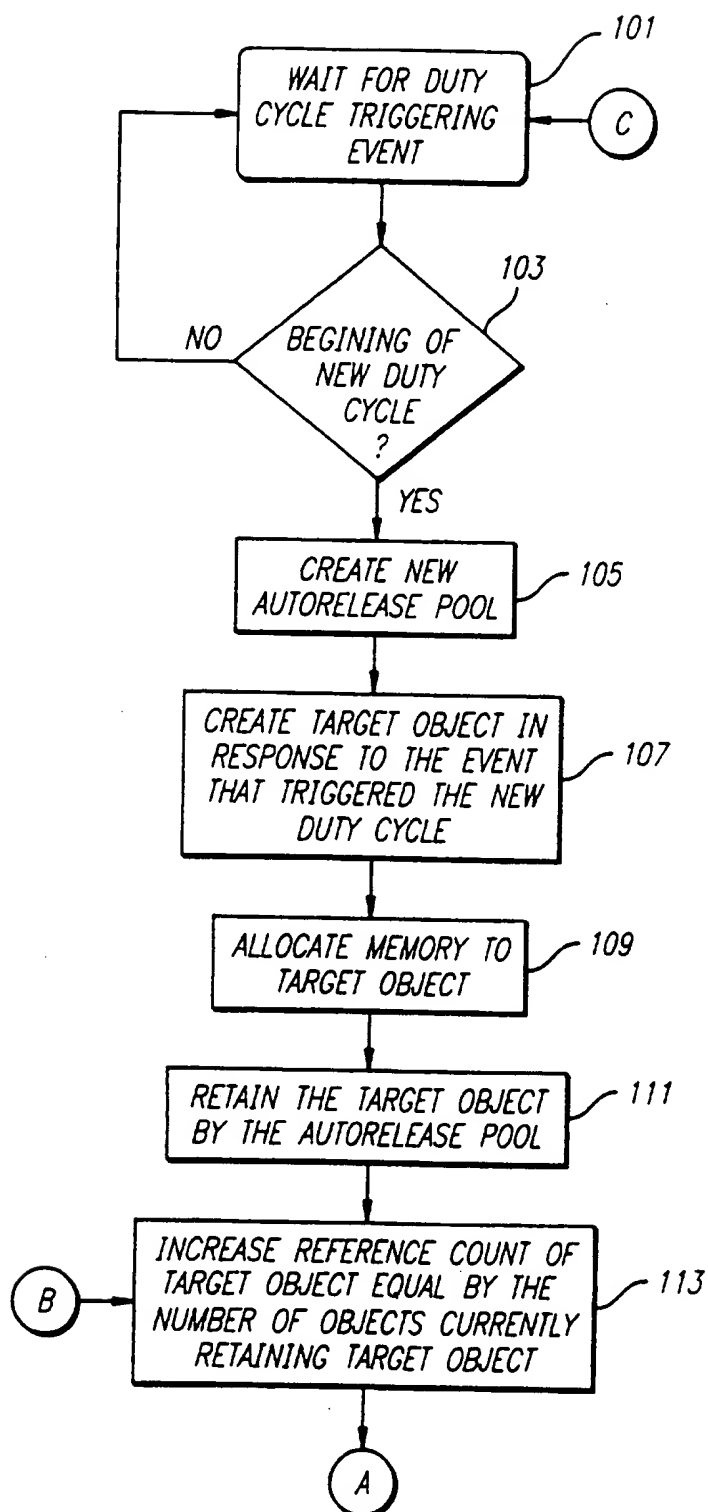 101
WAIT FOR DUTY
CYCLE TRIGGERING
EVENT
C
103
NO
BEGINING OF
NEW DUTY
CYCLE
?
YES
CREATE NEW
AUTORELEASE POOL
105
CREATE TARGET OBJECT IN
RESPONSE TO THE EVENT
THAT TRIGGERED THE NEW
DUTY CYCLE
107
ALLOCATE MEMORY TO
TARGET OBJECT
109
RETAIN THE TARGET OBJECT
BY THE AUTORELEASE POOL
111
INCREASE REFERENCE COUNT OF
TARGET OBJECT EQUAL BY THE
NUMBER OF OBJECTS CURRENTLY
RETAINING TARGET OBJECT
113
B
A